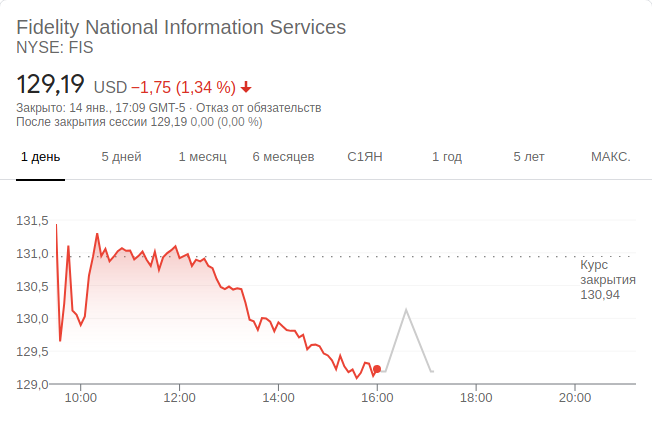 Fidelity National Information Services
NYSE: FIS
129,19 USD −1,75 (1,34 %)
Закрыто: 14 янв., 17:09 GMT-5 · Отказ от обязательств
После закрытия сессии 129,19 0,00 (0,00 %)
1 день 5 дней 1 месяц 6 месяцев С1ЯН 1 год 5 лет МАКС.
131,5
131,0
Курс
закрытия
130,94
130,5
130,0
129,5
129,0
10:00 12:00 14:00 16:00 18:00 20:00